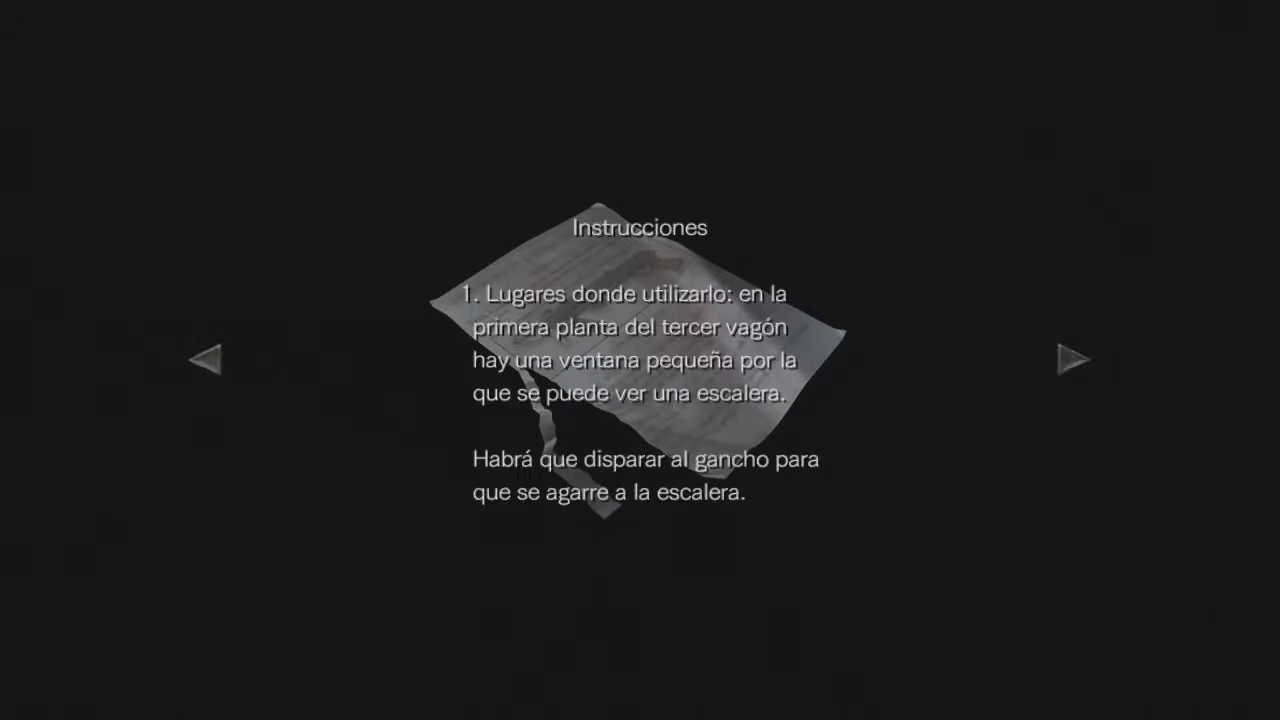 Instrucciones
1. Lugares donde utilizarlo: en la
primera planta del tercer vagón
hay una ventana pequeña por la
que se puede ver una escalera.
Habrá que disparar al gancho para
que se agarre a la escalera.